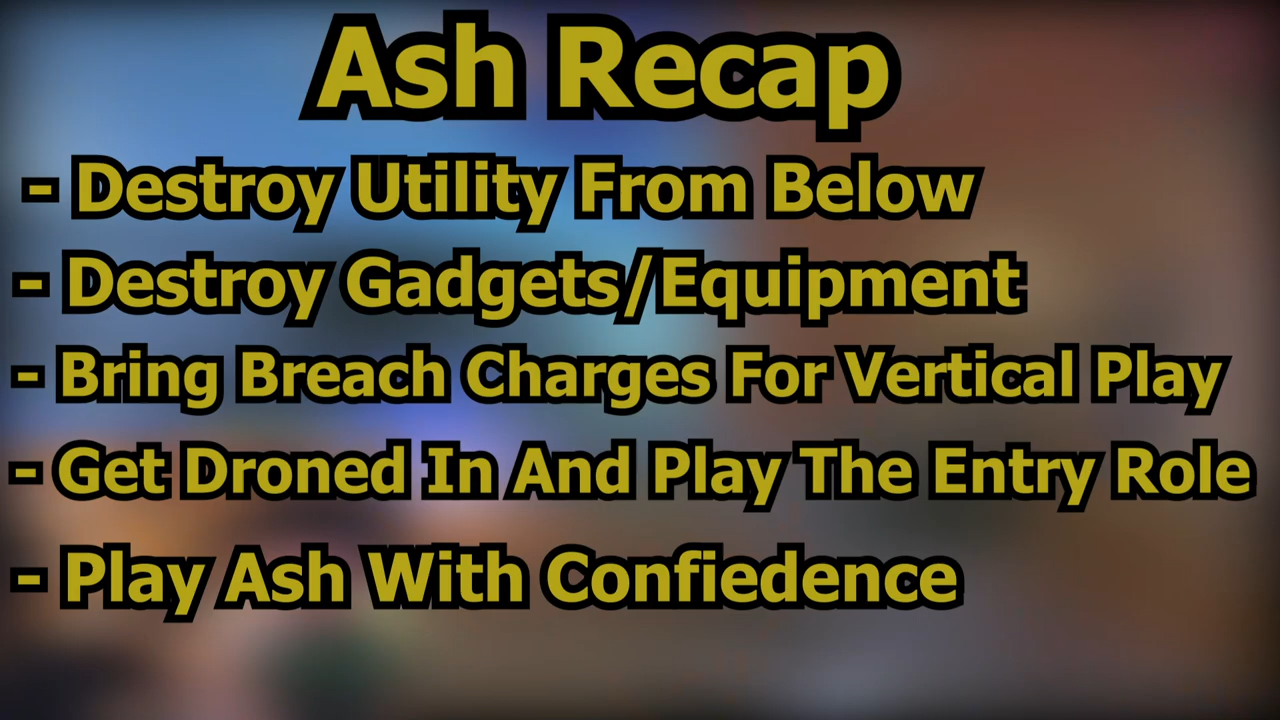 Ash Recap
- Destroy Utility From Below
- Destroy Gadgets/Equipment
- Bring Breach Charges For Vertical Play
- Get Droned In And Play The Entry Role
- Play Ash With Confiedence